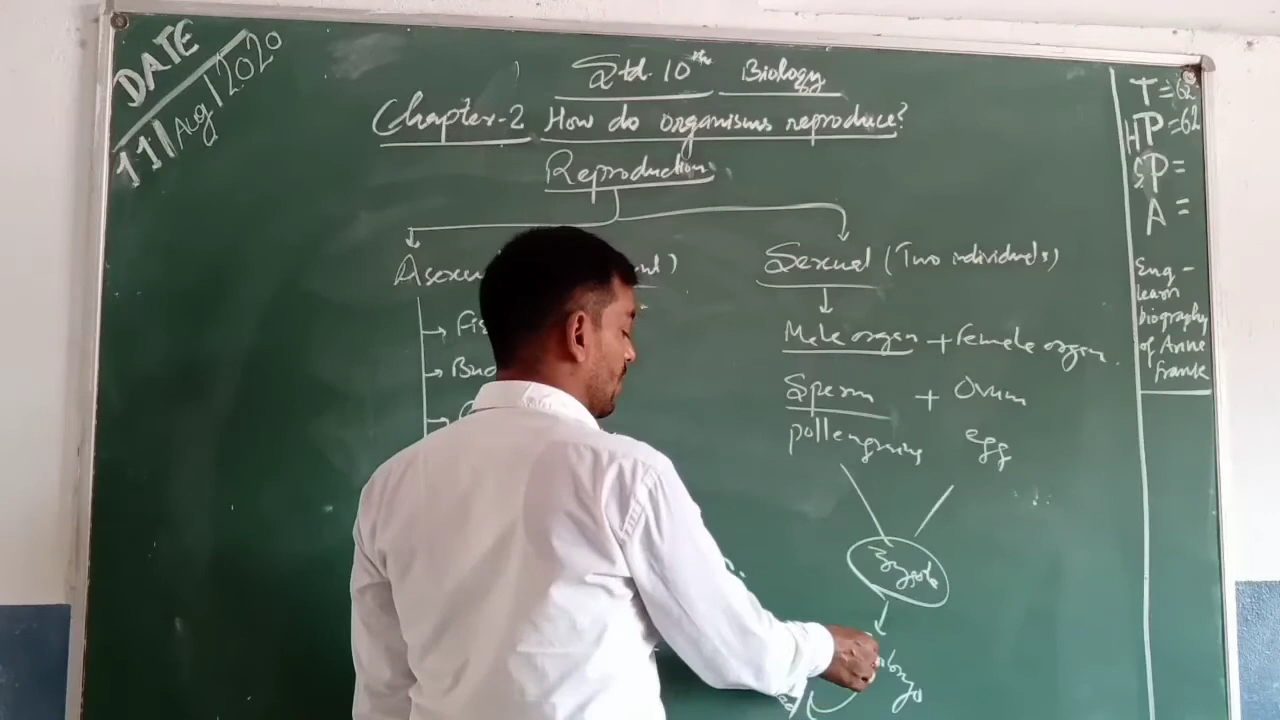 DATE
11/Aug/2020
Std. 10th Biology
Chapter-2 How do organisms reproduce?
Reproduction
Sexual (Two individuals)
Male organ + Female organ
Sperm + Ovum
pollengrains egg
Zygote
T=62
HP=62
SP=
A=
Eng-
learn
biography
of Anne
Frank